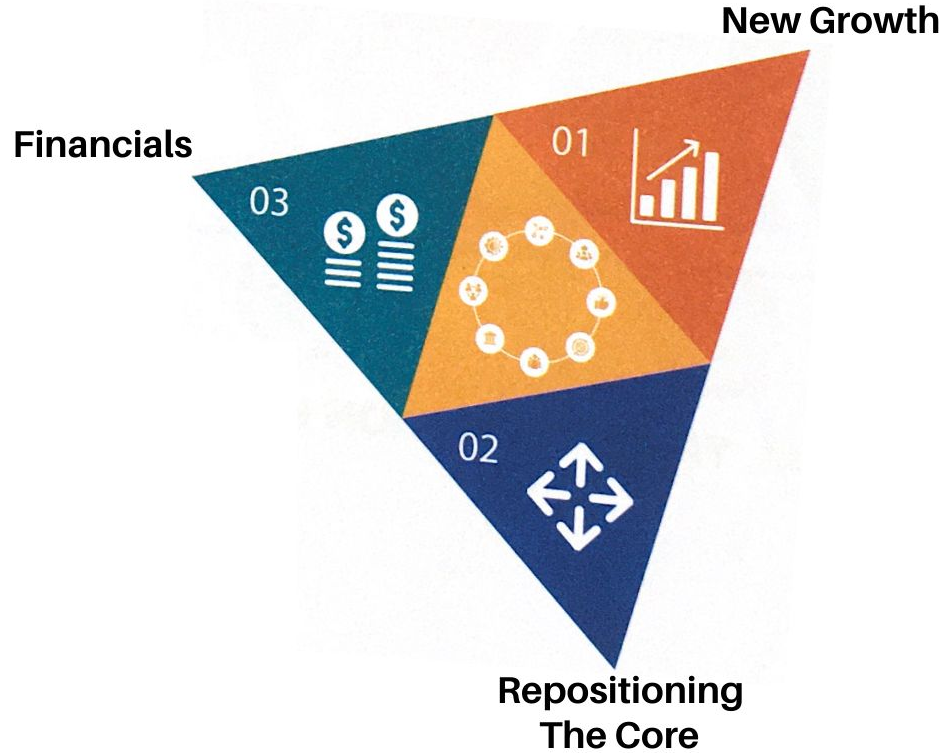 New Growth
Financials
01
03
$ $
02
Repositioning
The Core